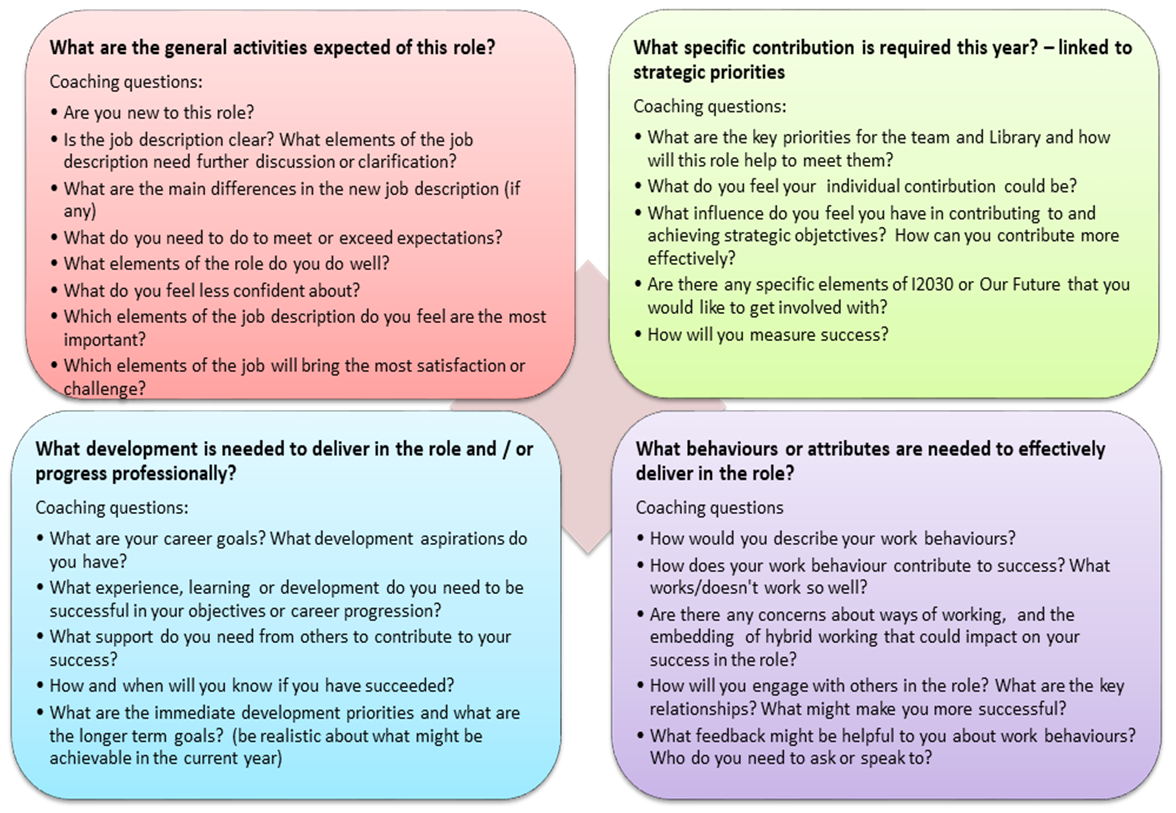 What are the general activities expected of this role?
Coaching questions:
• Are you new to this role?
• Is the job description clear? What elements of the job
description need further discussion or clarification?
• What are the main differences in the new job description (if
any)
• What do you need to do to meet or exceed expectations?
• What elements of the role do you do well?
• What do you feel less confident about?
• Which elements of the job description do you feel are the most
important?
• Which elements of the job will bring the most satisfaction or
challenge?
What specific contribution is required this year? – linked to
strategic priorities
Coaching questions:
• What are the key priorities for the team and Library and how
will this role help to meet them?
• What do you feel your individual contirbution could be?
• What influence do you feel you have in contributing to and
achieving strategic objetctives? How can you contribute more
effectively?
• Are there any specific elements of I2030 or Our Future that you
would like to get involved with?
• How will you measure success?
What development is needed to deliver in the role and / or
progress professionally?
Coaching questions:
• What are your career goals? What development aspirations do
you have?
• What experience, learning or development do you need to be
successful in your objectives or career progression?
• What support do you need from others to contribute to your
success?
• How and when will you know if you have succeeded?
• What are the immediate development priorities and what are
the longer term goals? (be realistic about what might be
achievable in the current year)
What behaviours or attributes are needed to effectively
deliver in the role?
Coaching questions
• How would you describe your work behaviours?
• How does your work behaviour contribute to success? What
works/doesn't work so well?
• Are there any concerns about ways of working, and the
embedding of hybrid working that could impact on your
success in the role?
• How will you engage with others in the role? What are the key
relationships? What might make you more successful?
• What feedback might be helpful to you about work behaviours?
Who do you need to ask or speak to?